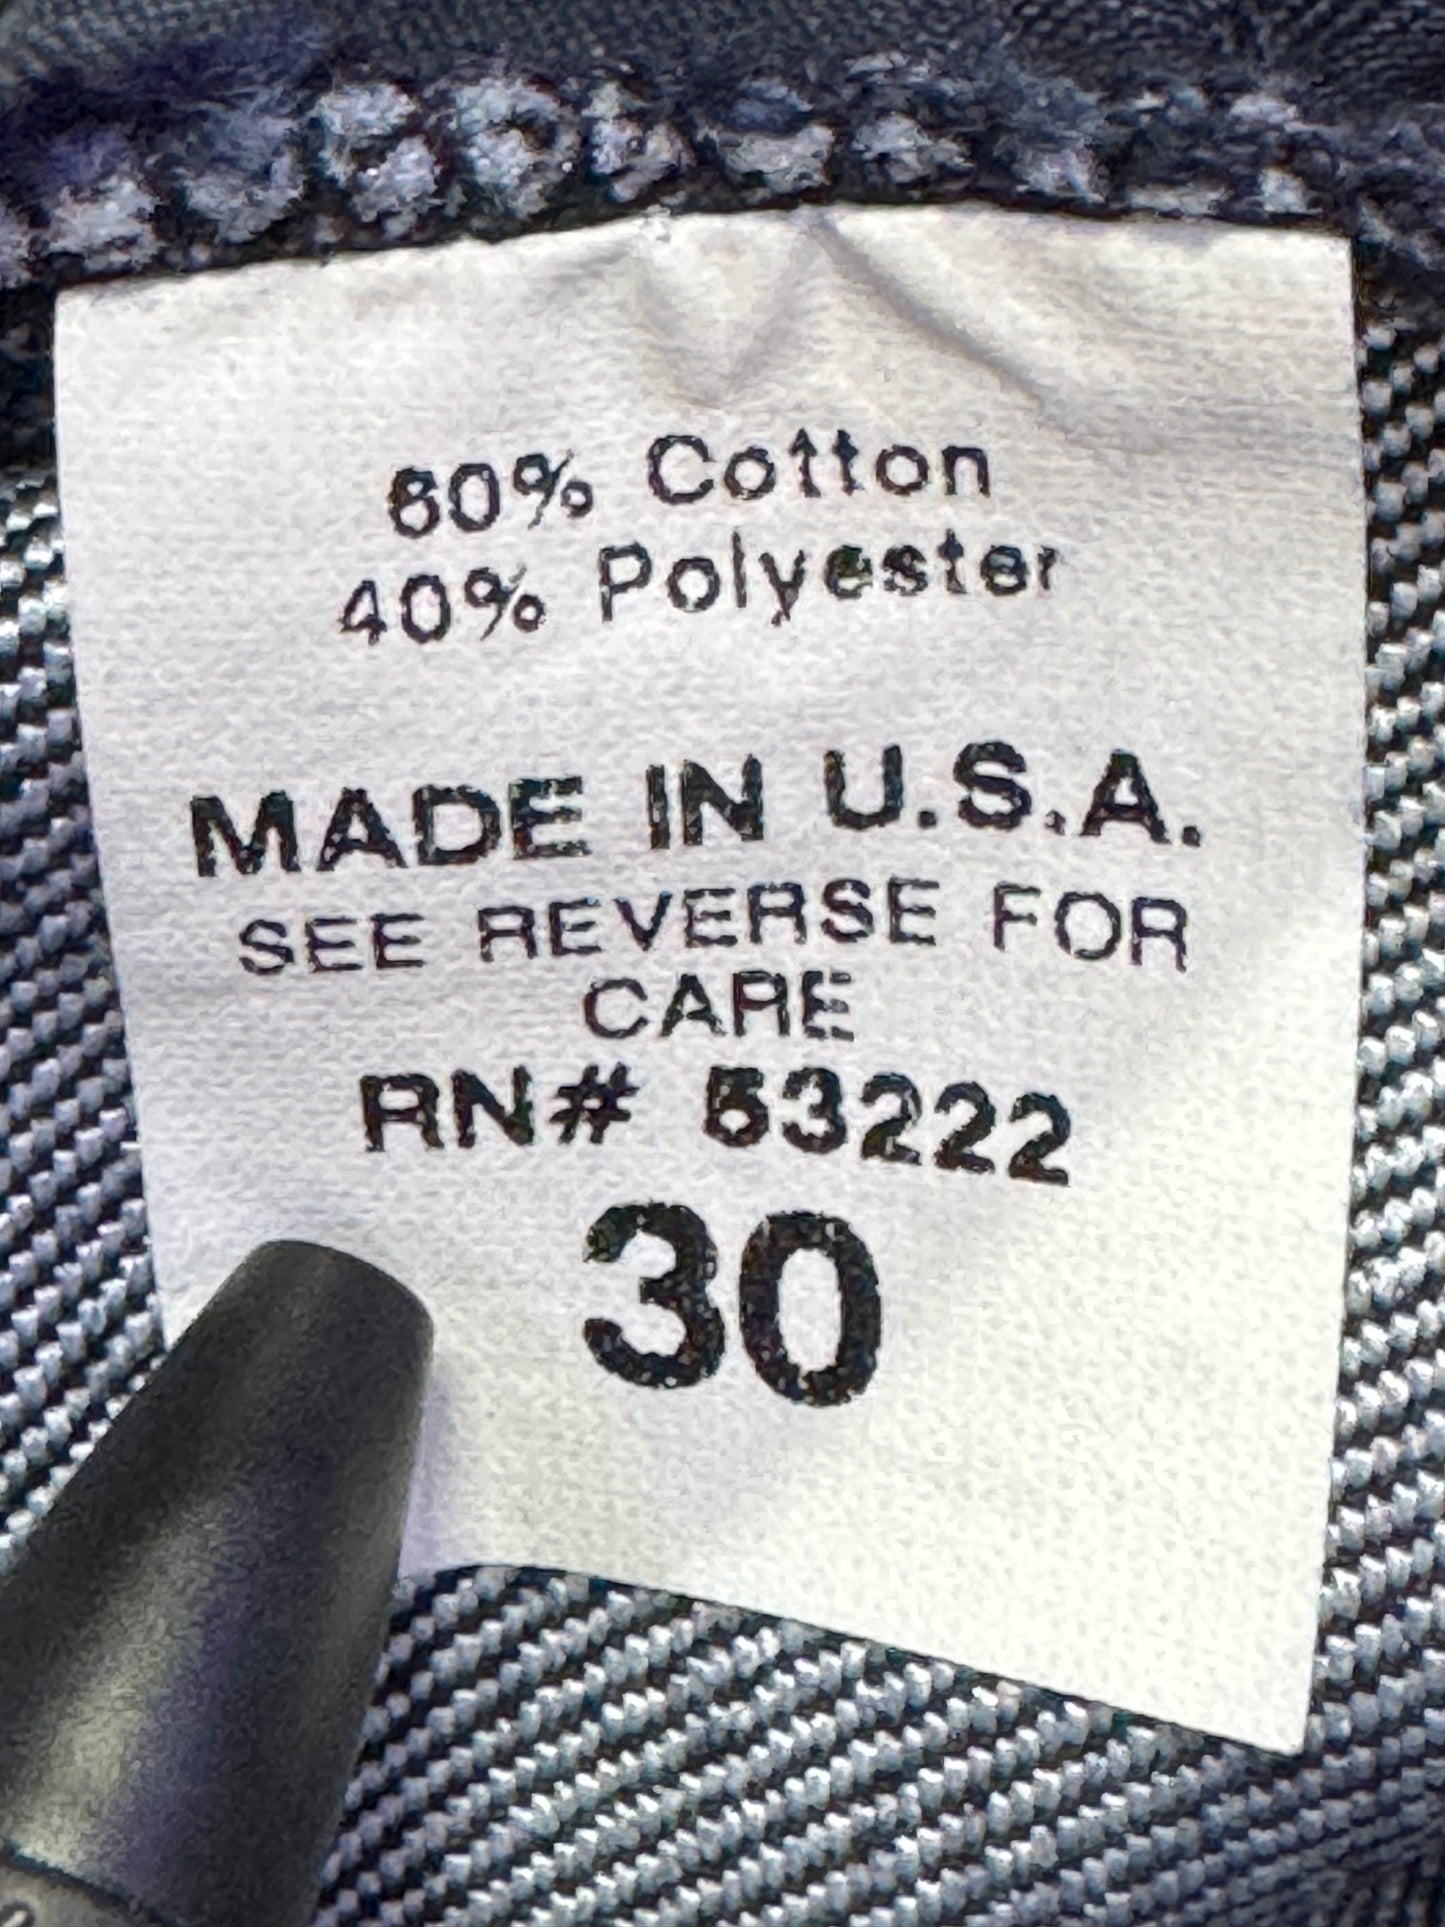 60% Cotton
40% Polyester
MADE IN U.S.A.
SEE REVERSE FOR
CARE
RN# 53222
30